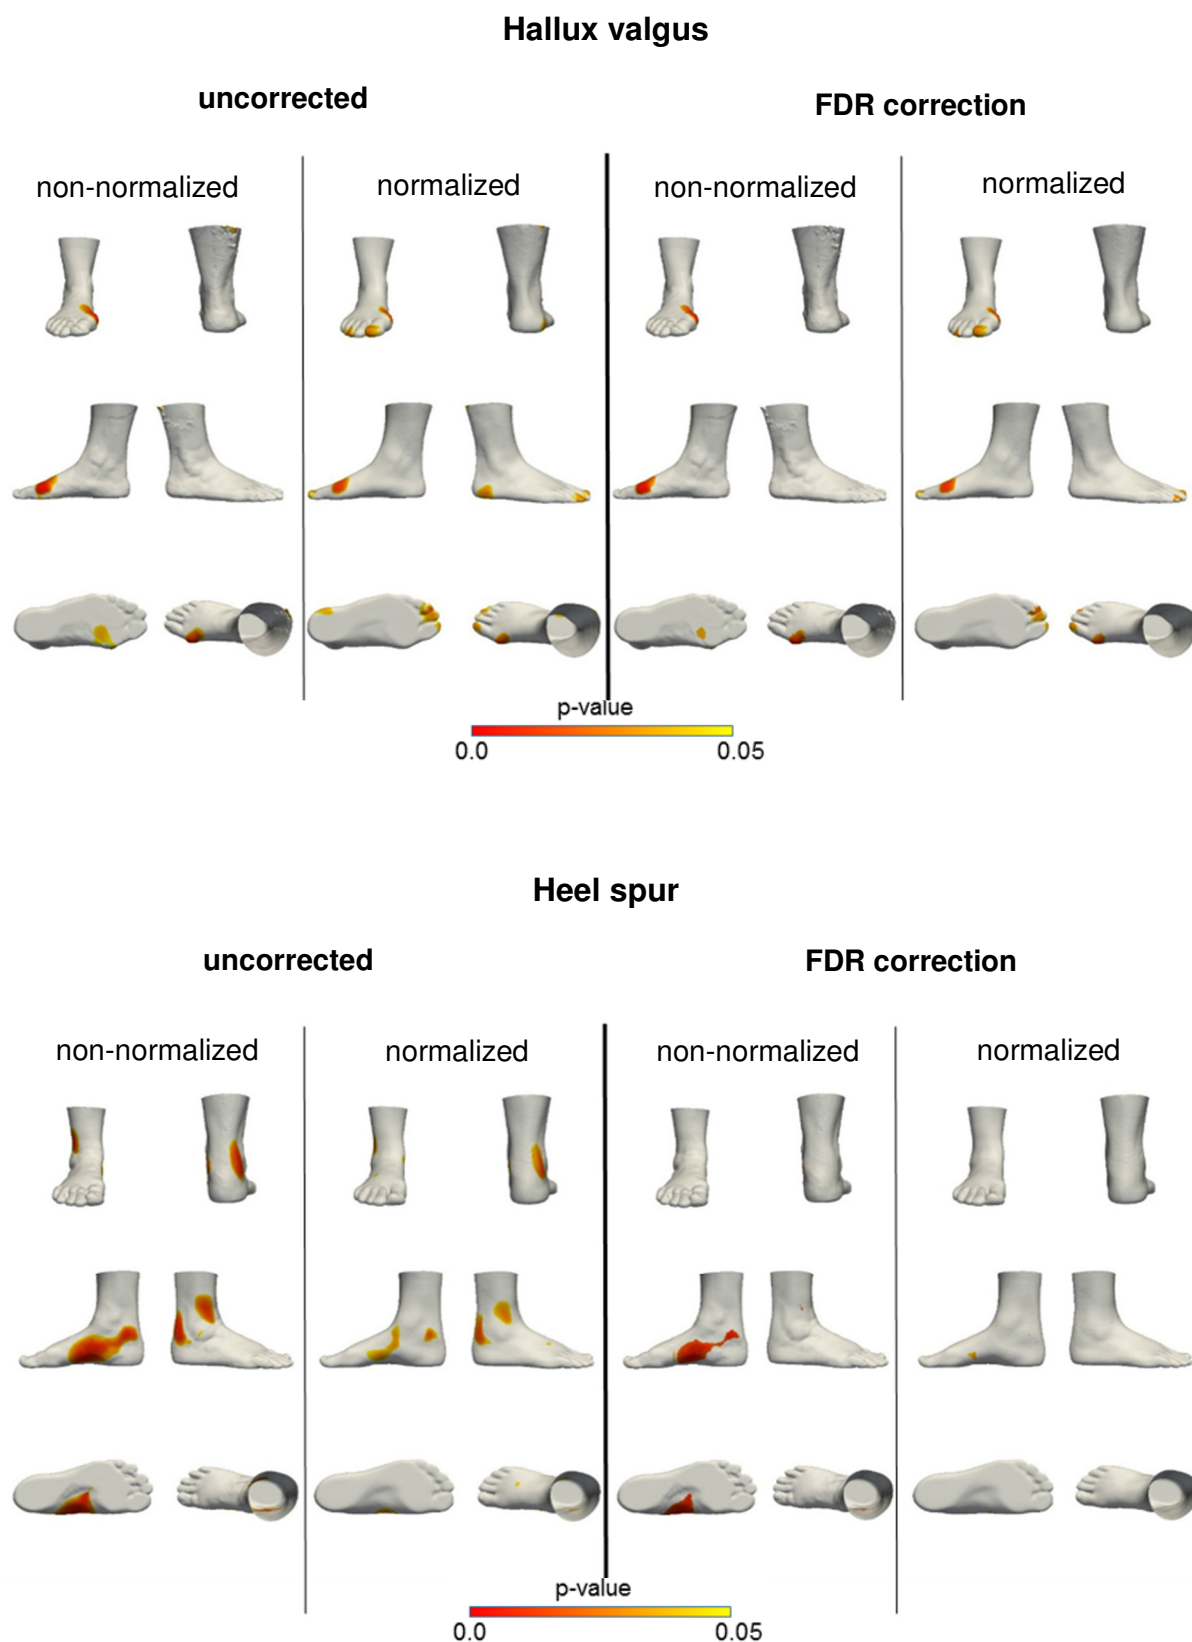 Hallux valgus
uncorrected
FDR correction
non-normalized
normalized
non-normalized
normalized
p-value
0.0
0.05
Heel spur
uncorrected
FDR correction
non-normalized
normalized
non-normalized
normalized
p-value
0.0
0.05